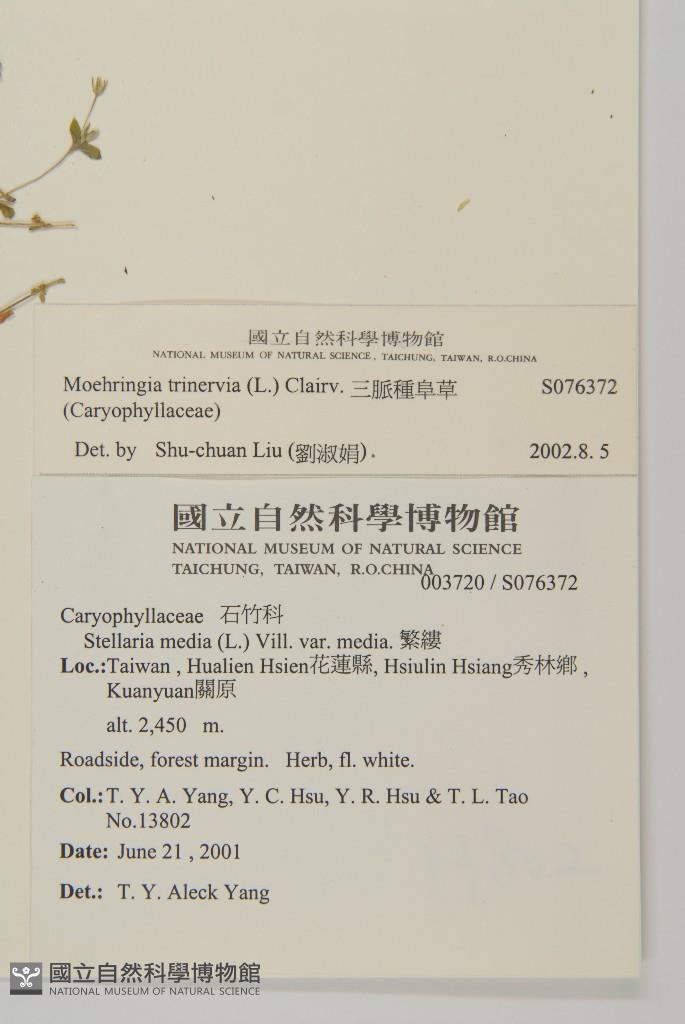 國立自然科學博物館
NATIONAL MUSEUM OF NATURAL SCIENCE, TAICHUNG, TAIWAN, R.O.CHINA
Moehringia trinervia (L.) Clairv. 三脈種阜草 S076372
(Caryophyllaceae)
Det. by Shu-chuan Liu (劉淑娟). 2002.8. 5
國立自然科學博物館
NATIONAL MUSEUM OF NATURAL SCIENCE
TAICHUNG, TAIWAN, R.O.CHINA
003720 / S076372
Caryophyllaceae 石竹科
Stellaria media (L.) Vill. var. media. 繁縷
Loc.:Taiwan , Hualien Hsien花蓮縣, Hsiulin Hsiang秀林鄉 ,
Kuanyuan關原
alt. 2,450 m.
Roadside, forest margin. Herb, fl. white.
Col.: T. Y. A. Yang, Y. C. Hsu, Y. R. Hsu & T. L. Tao
No.13802
Date: June 21 , 2001
Det.: T. Y. Aleck Yang
國立自然科學博物館
NATIONAL MUSEUM OF NATURAL SCIENCE